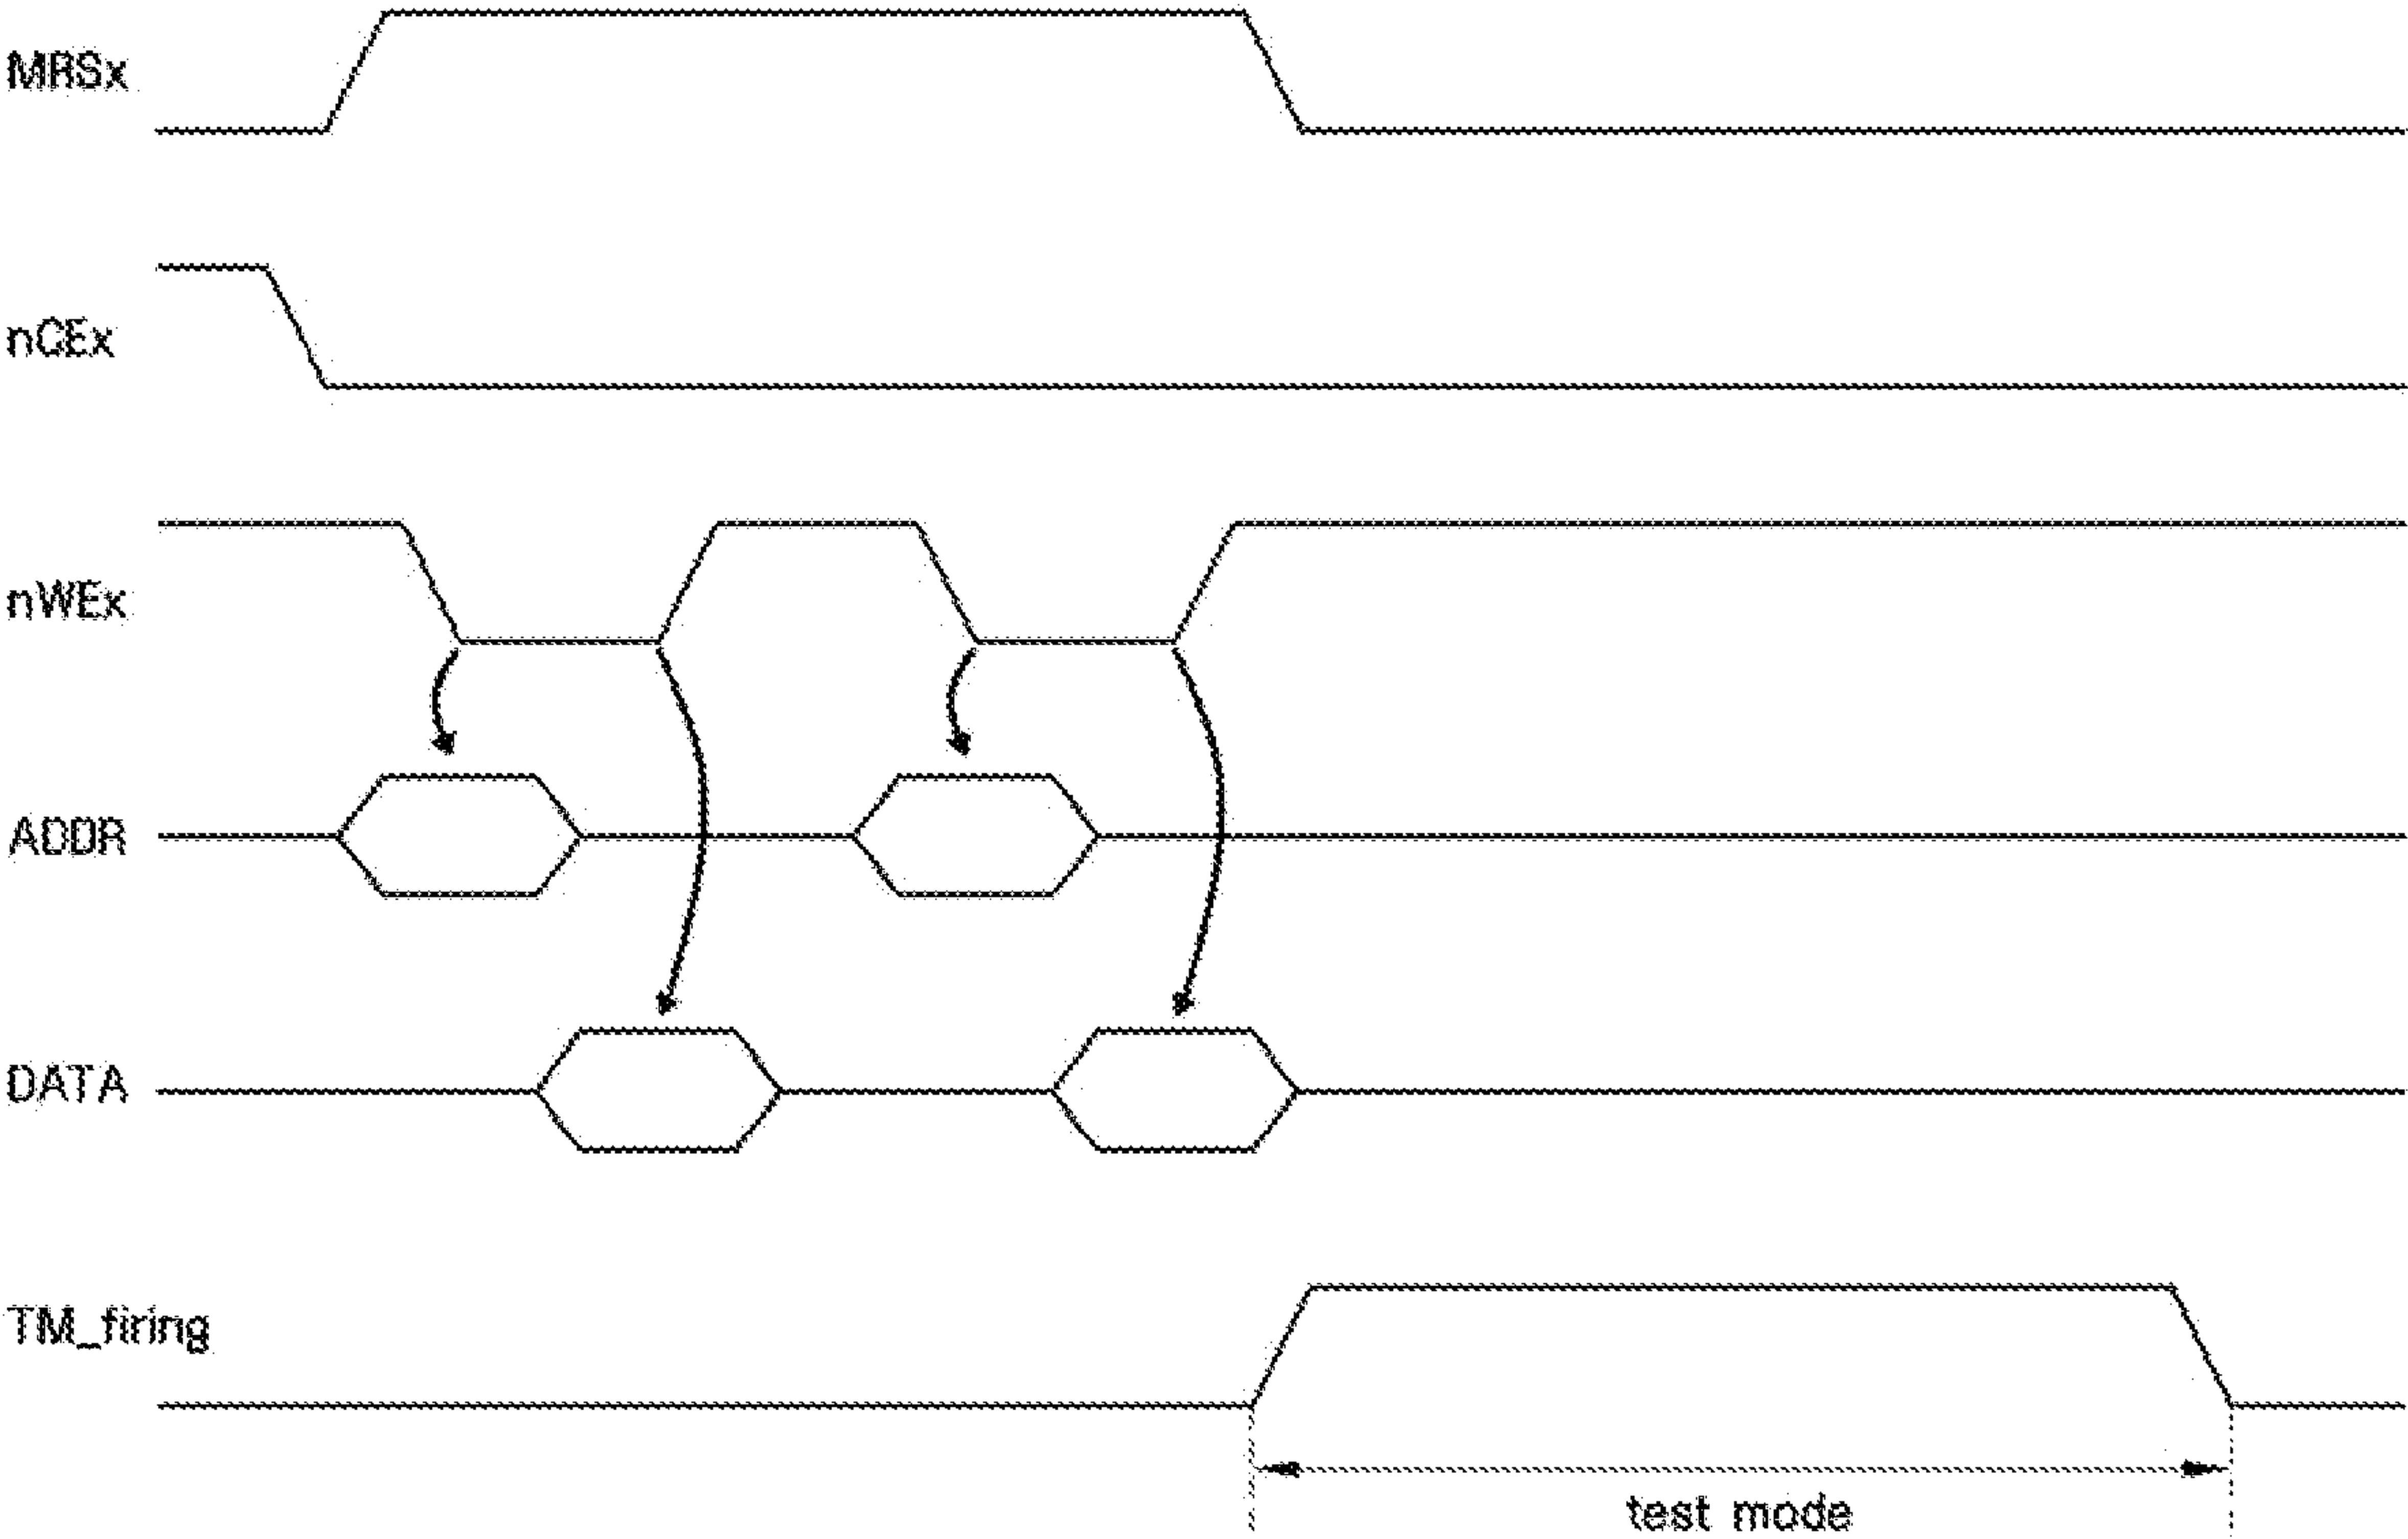 MRSx
nCEx
nWEx
ADDR
DATA
TM_firing
test mode